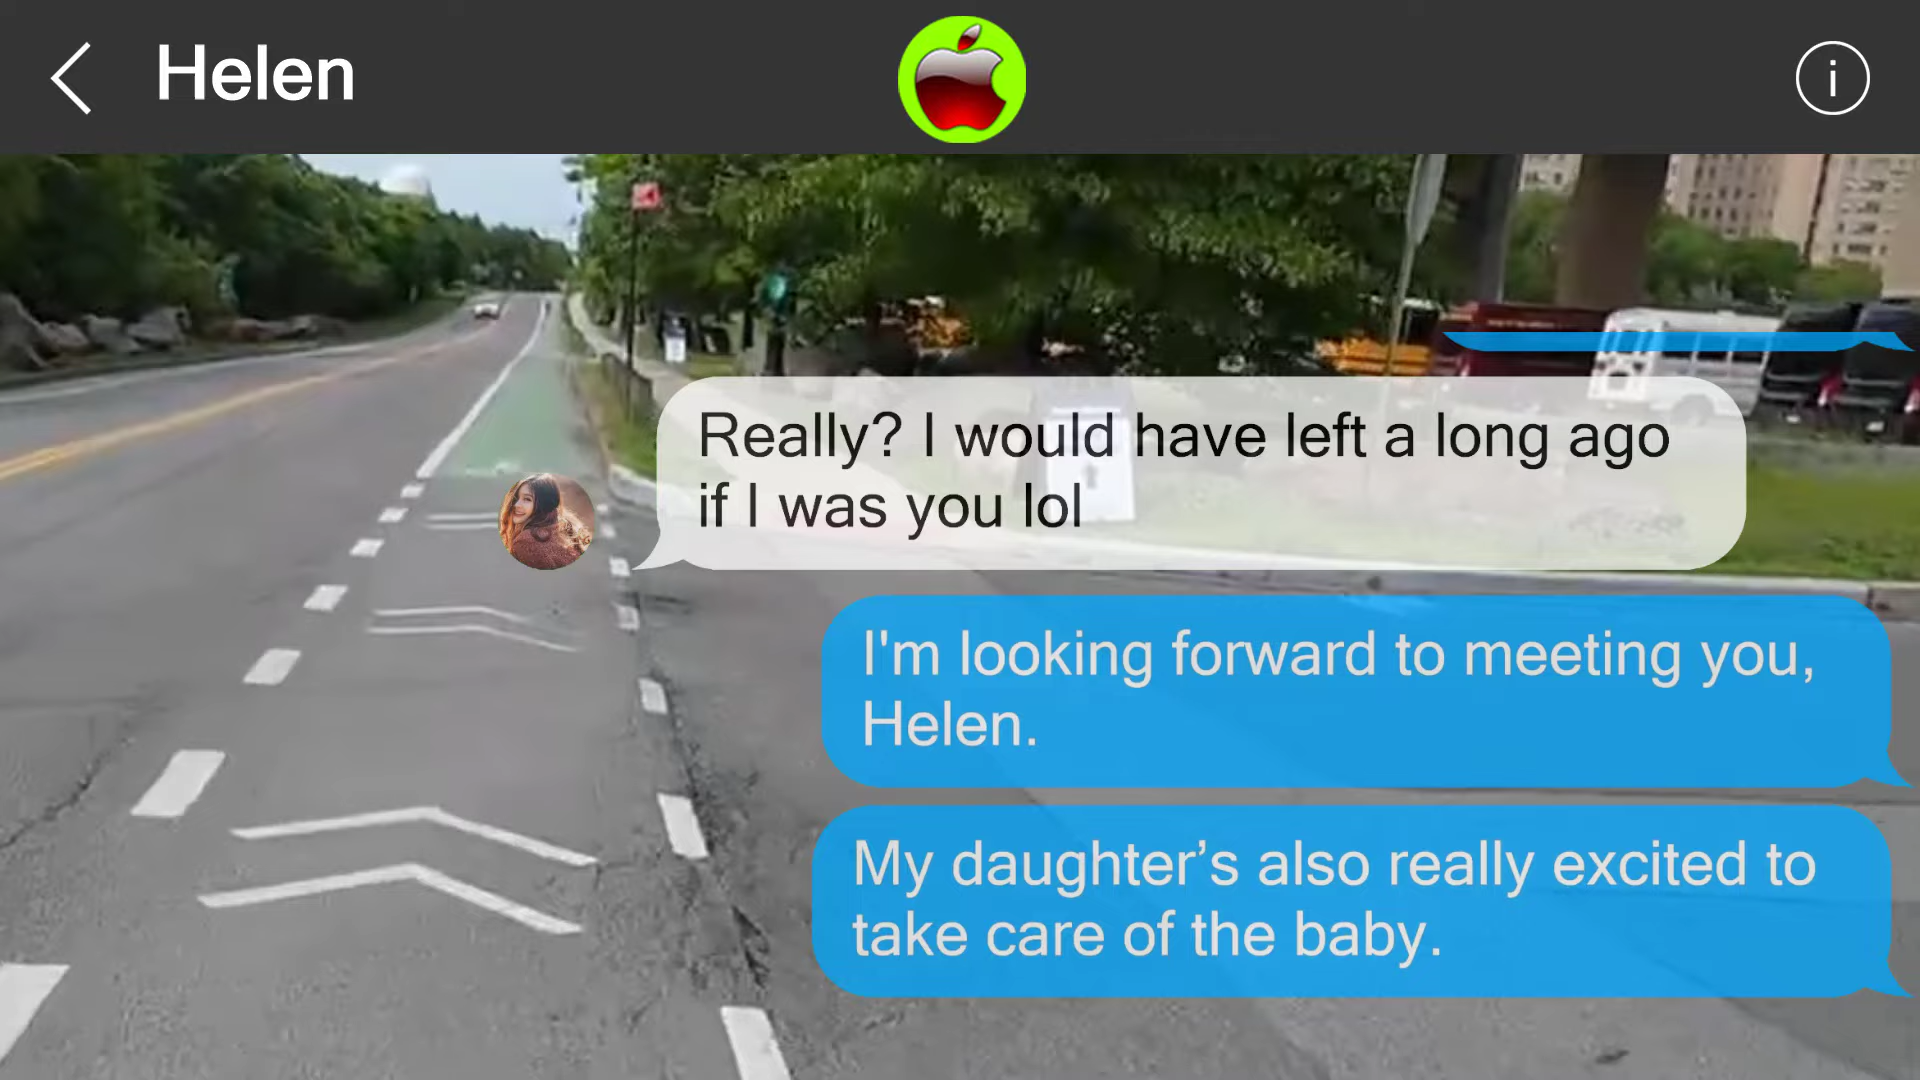 Helen
Really? I would have left a long ago
if I was you lol
I'm looking forward to meeting you,
Helen.
My daughter’s also really excited to
take care of the baby.